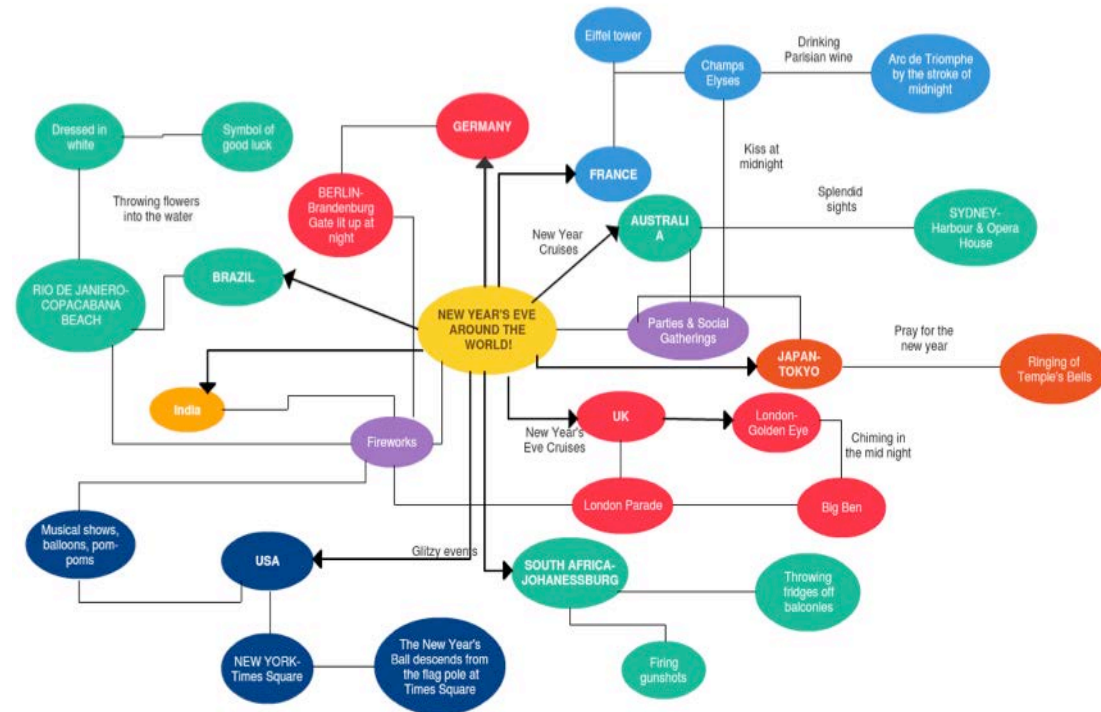 Eiffel tower
Drinking
Parisian wine
Champs
Elyses
Arc de Triomphe
by the stroke of
midnight
Dressed in
white
Symbol of
good luck
GERMANY
Kiss at
midnight
Throwing flowers
into the water
BERLIN-
Brandenburg
Gate lit up at
night
FRANCE
AUSTRALI
A
Splendid
sights
SYDNEY-
Harbour & Opera
House
New Year
Cruises
BRAZIL
RIO DE JANIERO-
COPACABANA
BEACH
NEW YEAR'S EVE
AROUND THE
WORLD!
Parties & Social
Gatherings
JAPAN-
TOKYO
Pray for the
new year
Ringing of
Temple's Bells
India
Fireworks
New Year's
Eve Cruises
UK
London-
Golden Eye
Chiming in
the mid night
London Parade
Big Ben
Musical shows,
balloons, pom-
poms
USA
Glitzy events
SOUTH AFRICA-
JOHANESSBURG
Throwing
fridges off
balconies
NEW YORK-
Times Square
The New Year's
Ball descends from
the flag pole at
Times Square
Firing
gunshots